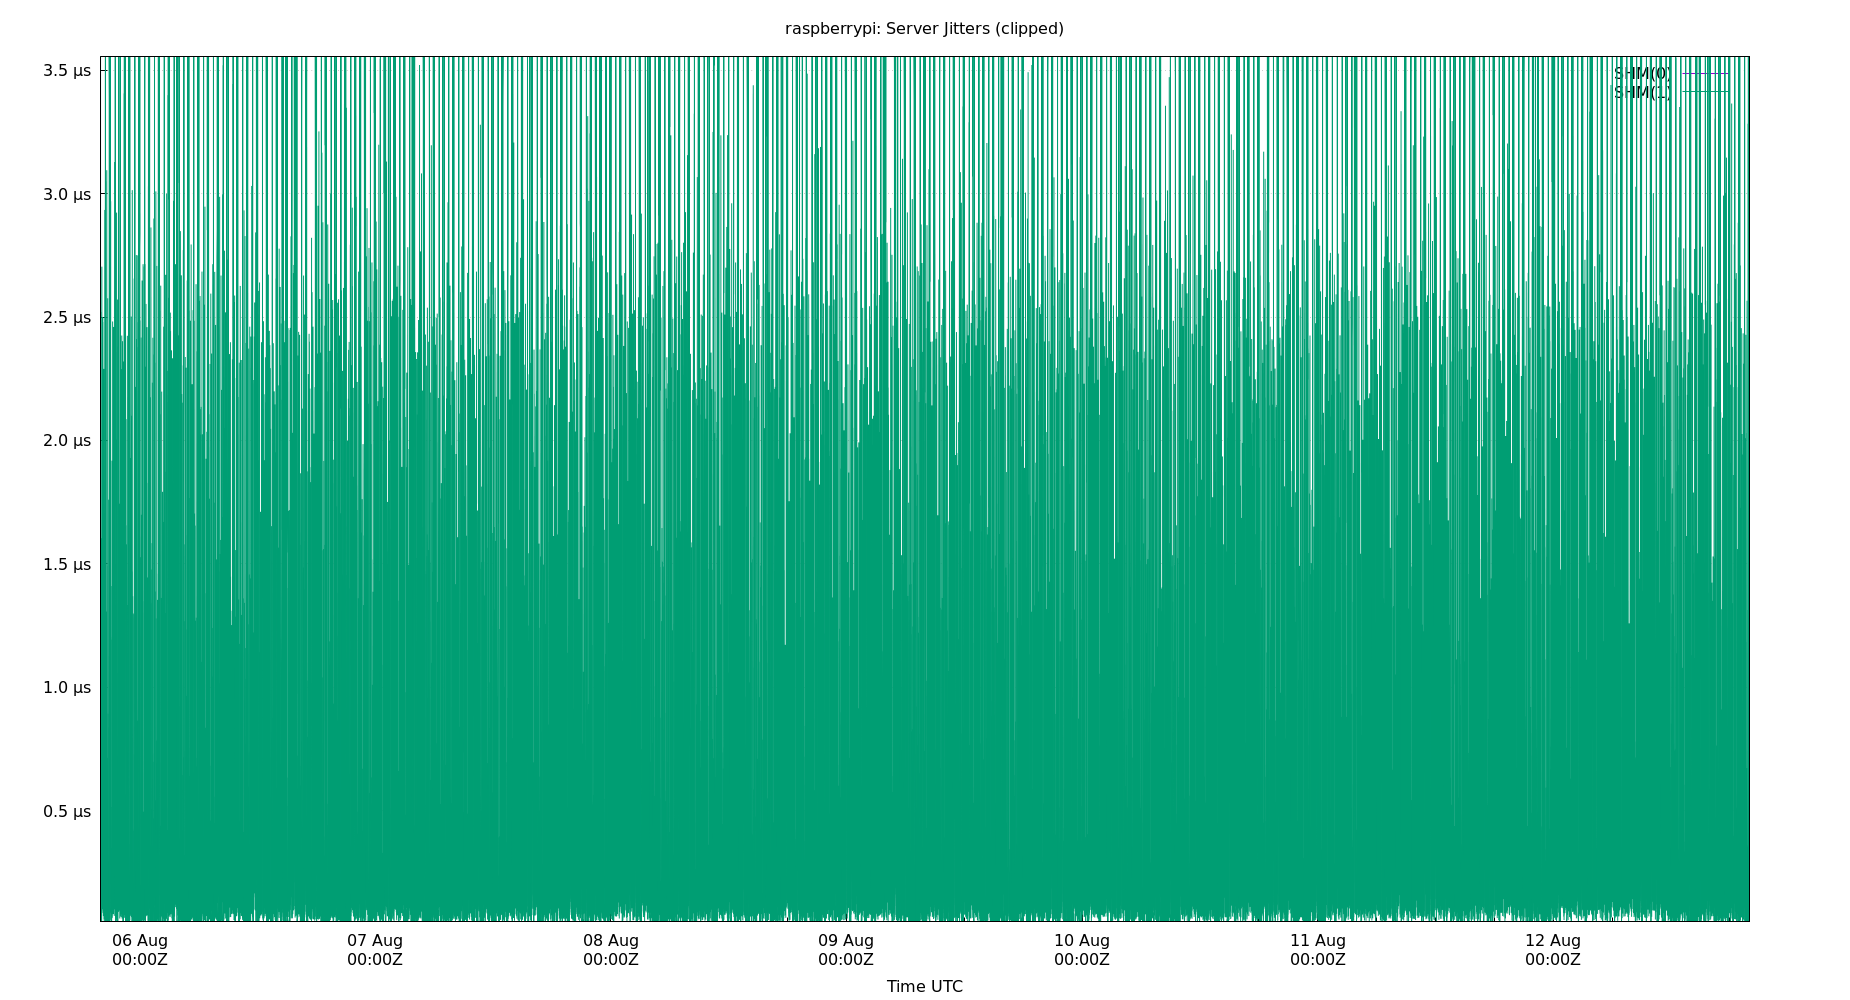 raspberrypi: Server Jitters (clipped)
3.5 µs
3.0 µs
2.5 µs
2.0 µs
1.5 µs
1.0 µs
0.5 µs
SHM(0)
SHM(1)
06 Aug
00:00Z
07 Aug
00:00Z
08 Aug
00:00Z
09 Aug
00:00Z
10 Aug
00:00Z
11 Aug
00:00Z
12 Aug
00:00Z
Time UTC